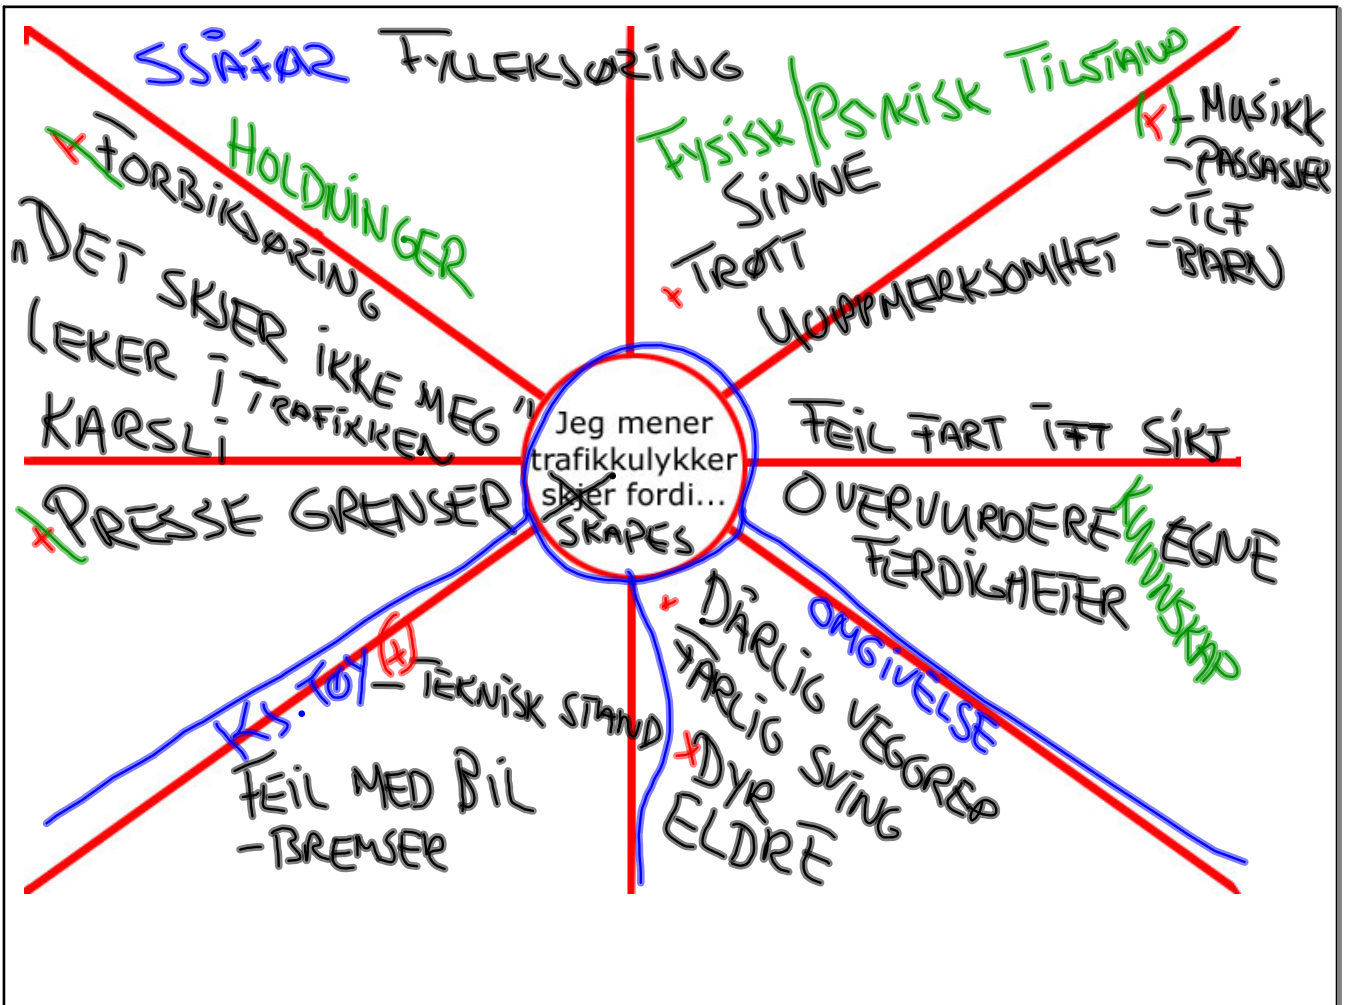 SJÅFØR
FYLLEKJØRING
HOLDNINGER
FORBIKJØRING
"DET SKJER IKKE MEG"
LEKER I TRAFIKKEN
KARSLI
FYSISK/PSYKISK TILSTAND
SINNE
TRØTT
UOPPMERKSOMHET
- MUSIKK
- PASSASJER
- TLF
- BARN
FEIL FART IFT SIKT
Jeg mener
trafikkulykker
skjer fordi...
SKAPES
PRESSE GRENSER
OVERVURDERE EGNE
FERDIGHETER
KUNNSKAP
OMGIVELSE
DÅRLIG VEGGREP
FARLIG SVING
DYR
ELDRE
KJ.TØY - TEKNISK STAND
FEIL MED BIL
- BREMSER